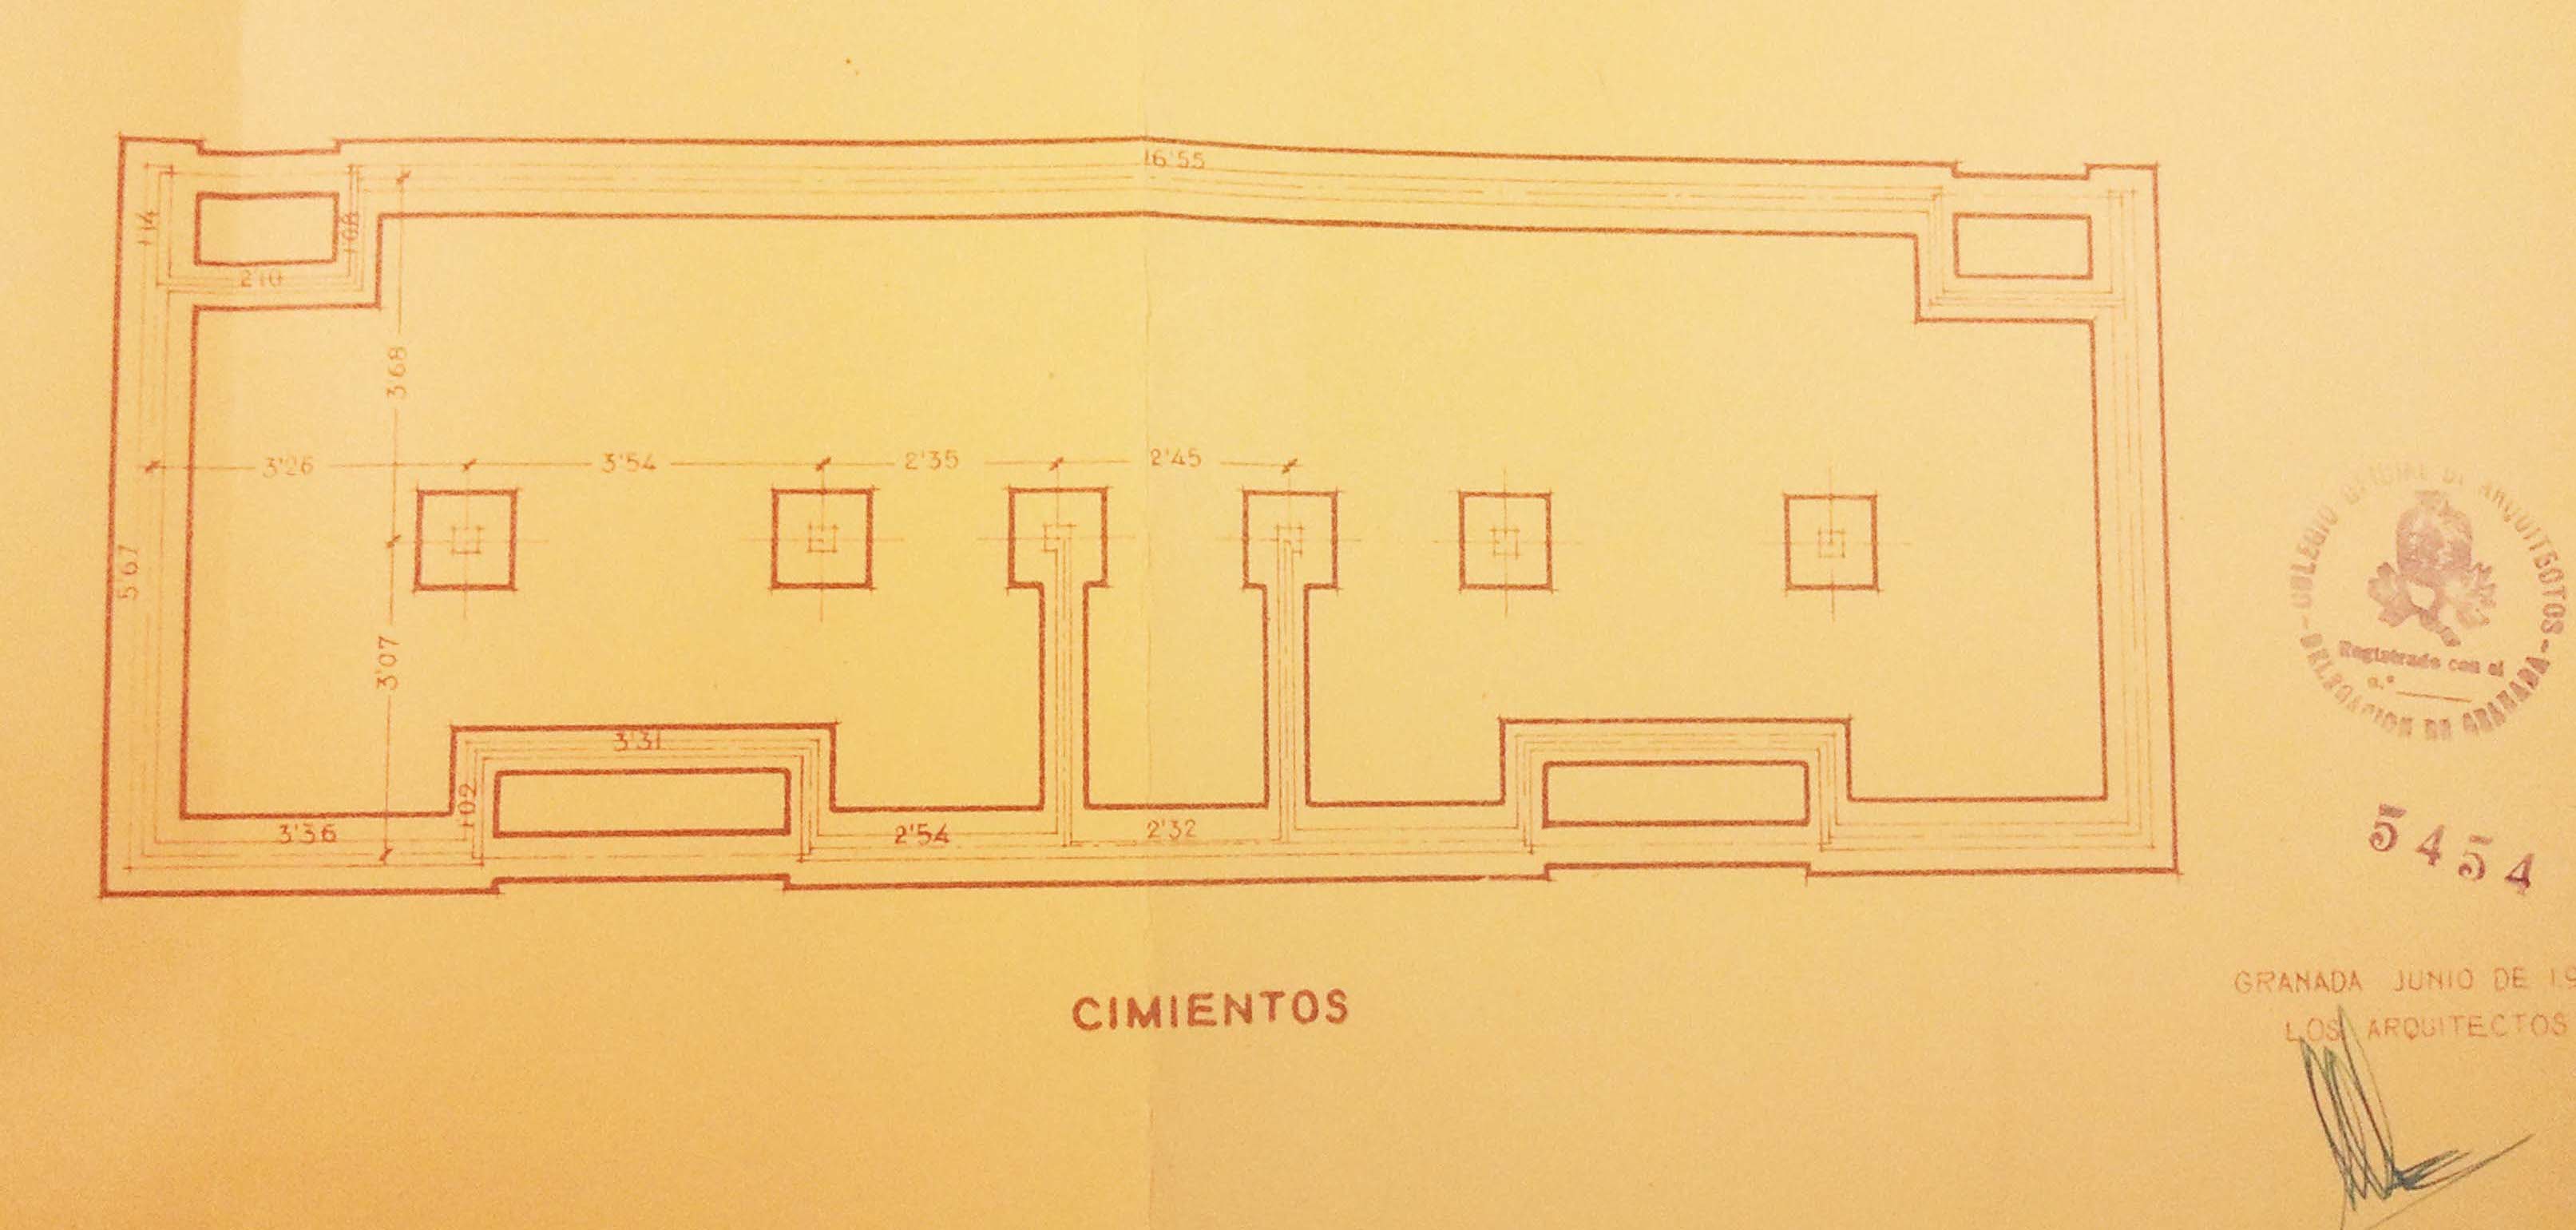 16'55
1'14
1'04
2'10
3'68
3'26
3'54
2'35
2'45
5'67
3'07
3'31
1'02
3'36
2'54
2'32
COLEGIO OFICIAL DE ARQUITECTOS
- DELEGACION DE GRANADA -
Registrado con el
n.º
5454
CIMIENTOS
GRANADA JUNIO DE 19
LOS ARQUITECTOS